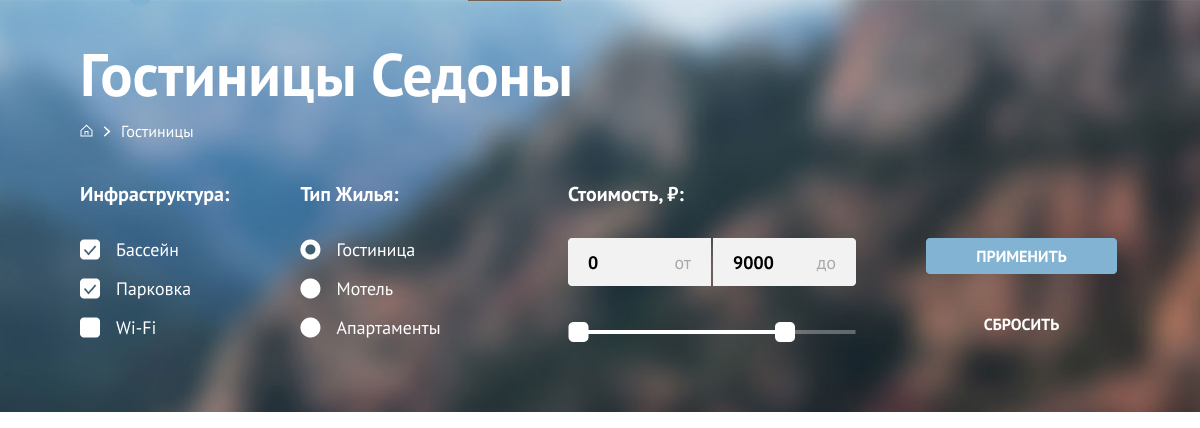 Гостиницы Седоны
Гостиницы
Инфраструктура:
Бассейн
Парковка
Wi-Fi
Тип Жилья:
Гостиница
Мотель
Апартаменты
Стоимость, ₽:
0 от 9000 до
ПРИМЕНИТЬ
СБРОСИТЬ